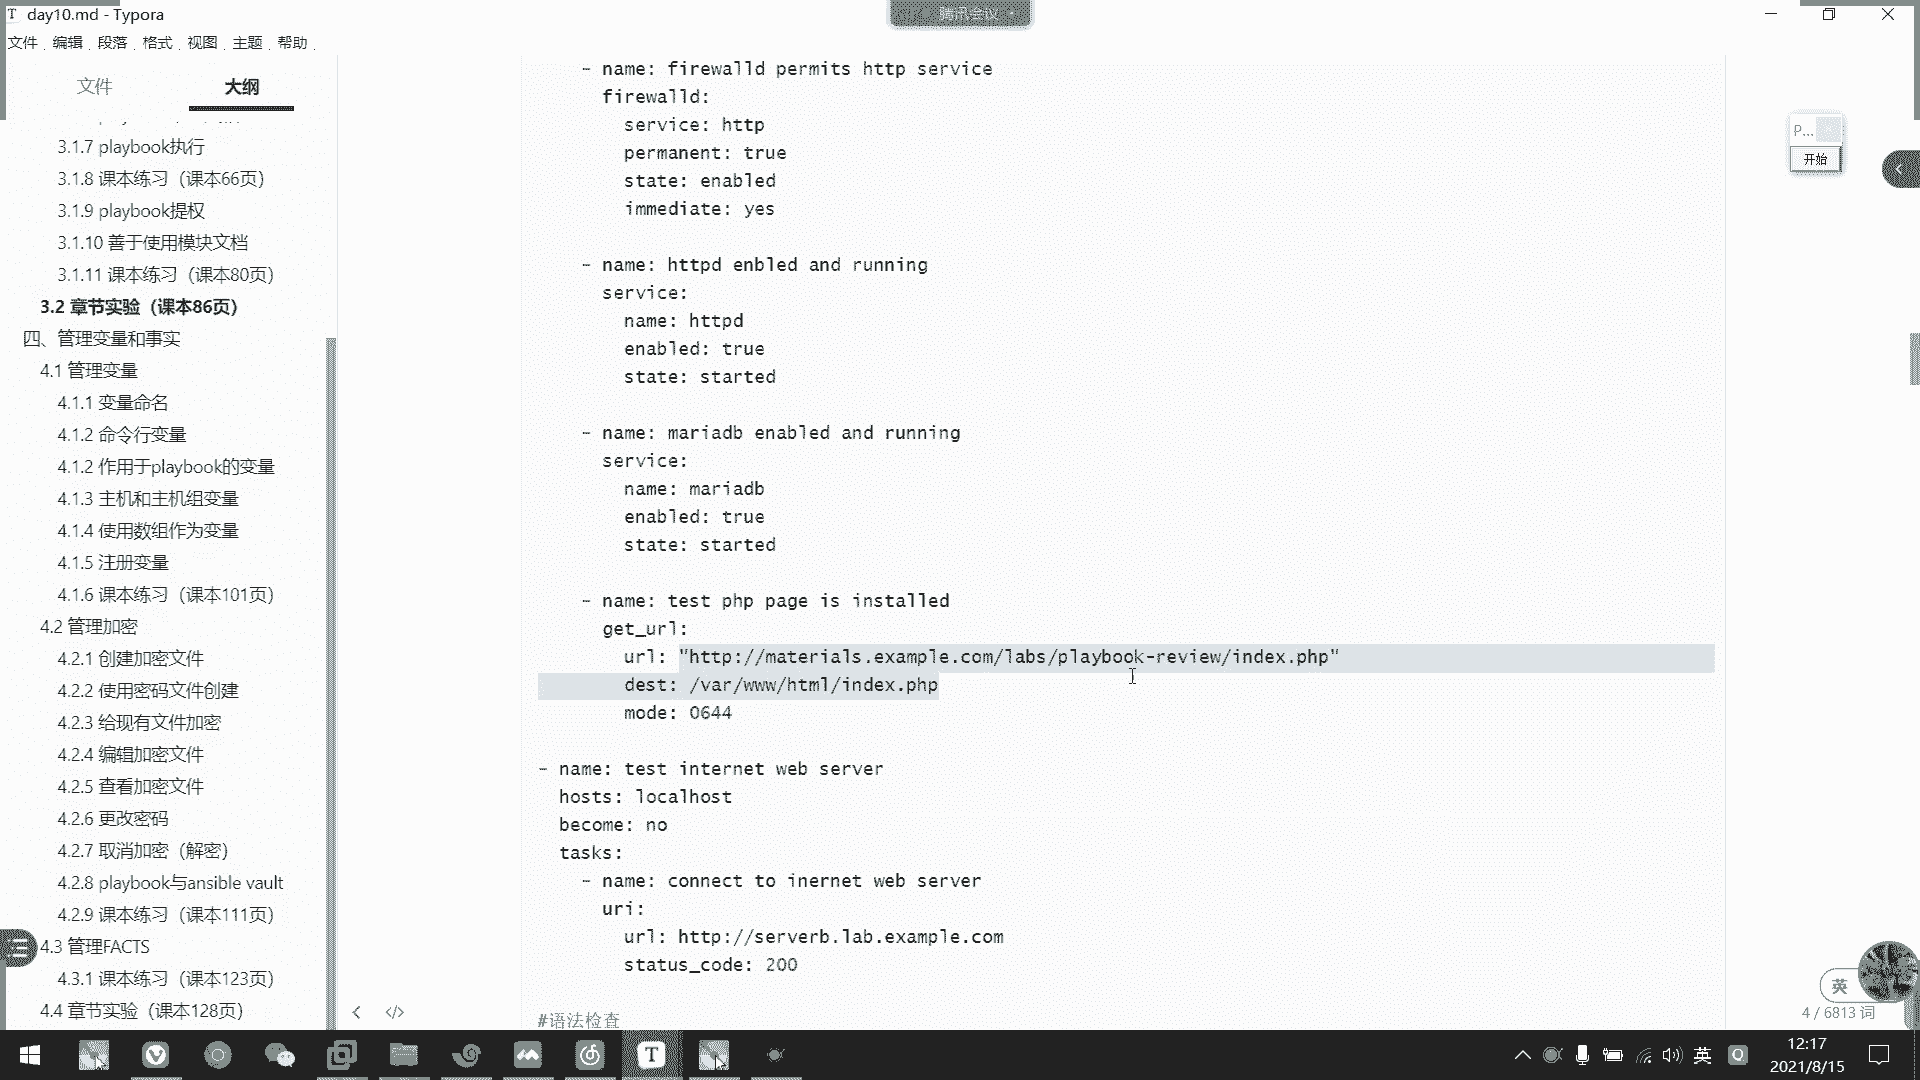 day10.md - Typora
腾讯会议
文件 编辑 段落 格式 视图 主题 帮助
文件
大纲
3.1.7 playbook执行
3.1.8 课本练习（课本66页）
3.1.9 playbook提权
3.1.10 善于使用模块文档
3.1.11 课本练习（课本80页）
3.2 章节实验（课本86页）
四、管理变量和事实
4.1 管理变量
4.1.1 变量命名
4.1.2 命令行变量
4.1.2 作用于playbook的变量
4.1.3 主机和主机组变量
4.1.4 使用数组作为变量
4.1.5 注册变量
4.1.6 课本练习（课本101页）
4.2 管理加密
4.2.1 创建加密文件
4.2.2 使用密码文件创建
4.2.3 给现有文件加密
4.2.4 编辑加密文件
4.2.5 查看加密文件
4.2.6 更改密码
4.2.7 取消加密（解密）
4.2.8 playbook与ansible vault
4.2.9 课本练习（课本111页）
4.3 管理FACTS
4.3.1 课本练习（课本123页）
4.4 章节实验（课本128页）
- name: firewalld permits http service
firewalld:
service: http
permanent: true
state: enabled
immediate: yes
- name: httpd enbled and running
service:
name: httpd
enabled: true
state: started
- name: mariadb enabled and running
service:
name: mariadb
enabled: true
state: started
- name: test php page is installed
get_url:
url: "http://materials.example.com/labs/playbook-review/index.php"
dest: /var/www/html/index.php
mode: 0644
- name: test internet web server
hosts: localhost
become: no
tasks:
- name: connect to inernet web server
uri:
url: http://serverb.lab.example.com
status_code: 200
#语法检查
P...
开始
英
4 / 6813 词
英
12:17
2021/8/15